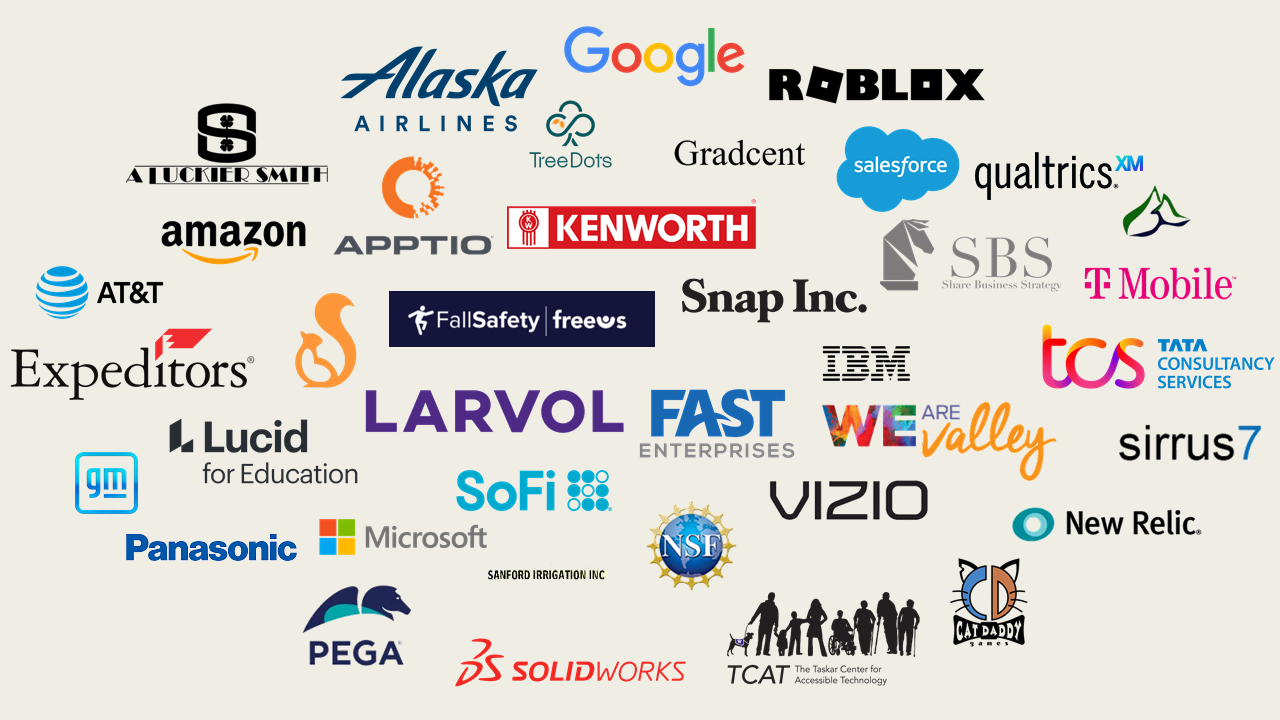 Google
Alaska
AIRLINES
ROBLOX
S
A LUCKIER SMITH
TreeDots
Gradcent
salesforce
qualtrics.XM
®
amazon
APPTIO
KW
KENWORTH
®
SBS
Share Business Strategy
T Mobile™
AT&T
FallSafety | freeus
Snap Inc.
Expeditors®
IBM
tcs TATA
CONSULTANCY
SERVICES
LARVOL
FAST
ENTERPRISES
WE ARE
valley
Lucid
for Education
sirrus7
gm
SoFi
VIZIO
New Relic®
Panasonic
Microsoft
NSF
SANFORD IRRIGATION INC
CD
CAT DADDY
games
PEGA
SOLIDWORKS
TCAT The Taskar Center for
Accessible Technology